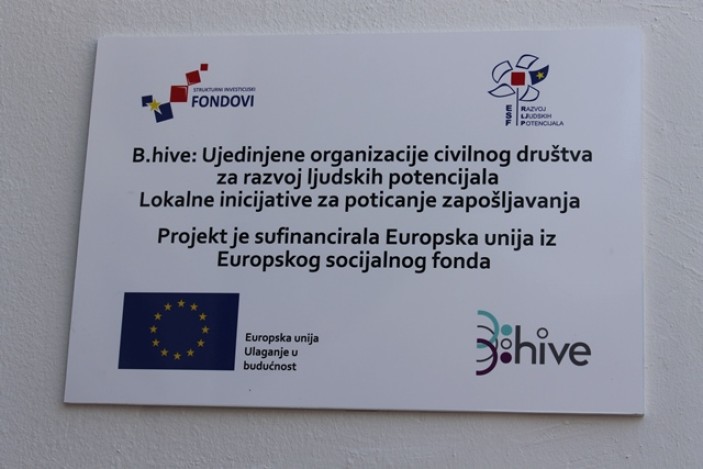 STRUKTURNI INVESTICIJSKI
FONDOVI
ESF
RAZVOJ
LJUDSKIH
POTENCIJALA
B.hive: Ujedinjene organizacije civilnog društva
za razvoj ljudskih potencijala
Lokalne inicijative za poticanje zapošljavanja
Projekt je sufinancirala Europska unija iz
Europskog socijalnog fonda
Europska unija
Ulaganje u
budućnost
B:hive